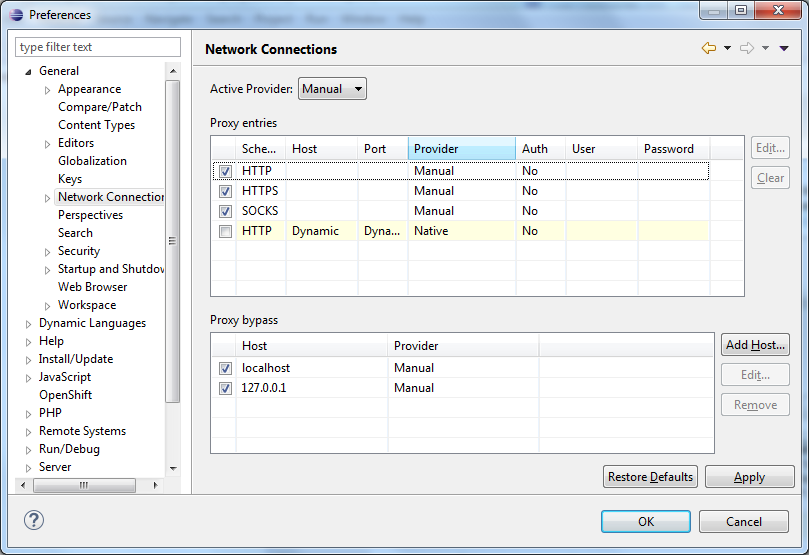 Preferences
type filter text
General
Appearance
Compare/Patch
Content Types
Editors
Globalization
Keys
Network Connection
Perspectives
Search
Security
Startup and Shutdow
Web Browser
Workspace
Dynamic Languages
Help
Install/Update
JavaScript
OpenShift
PHP
Remote Systems
Run/Debug
Server
Network Connections
Active Provider: Manual
Proxy entries
Sche... Host Port Provider Auth User Password
HTTP Manual No
HTTPS Manual No
SOCKS Manual No
HTTP Dynamic Dyna... Native No
Edit...
Clear
Proxy bypass
Host Provider
localhost Manual
127.0.0.1 Manual
Add Host...
Edit...
Remove
Restore Defaults Apply
? OK Cancel